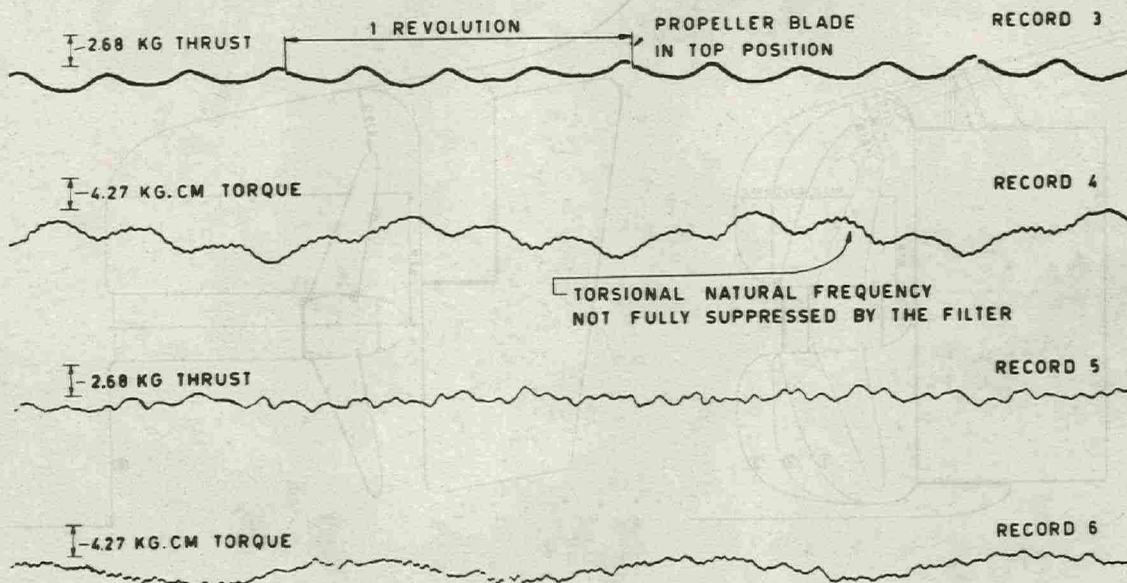 1 REVOLUTION
PROPELLER BLADE
IN TOP POSITION
RECORD 3
2.68 KG THRUST
4.27 KG.CM TORQUE
RECORD 4
TORSIONAL NATURAL FREQUENCY
NOT FULLY SUPPRESSED BY THE FILTER
2.68 KG THRUST
RECORD 5
4.27 KG.CM TORQUE
RECORD 6